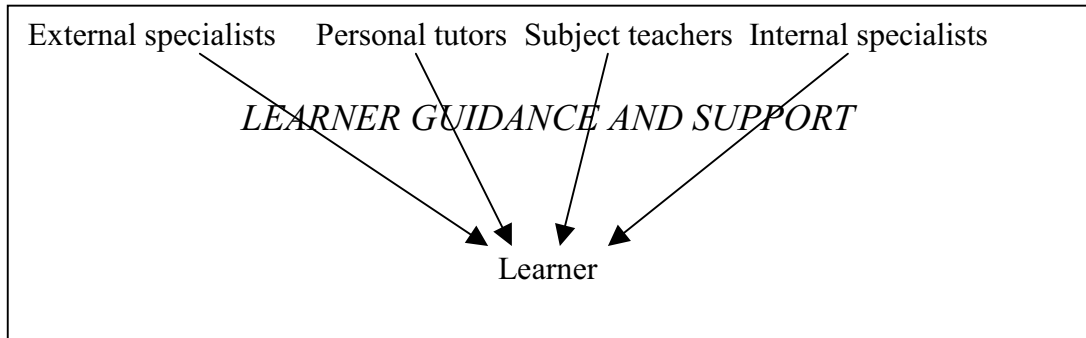 External specialists Personal tutors Subject teachers Internal specialists
LEARNER GUIDANCE AND SUPPORT
Learner